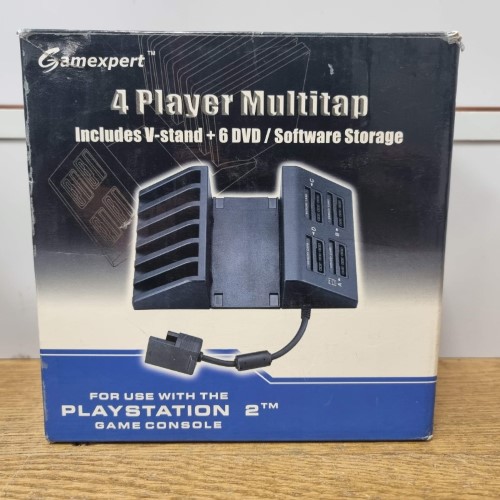 Gamexpert™
4 Player Multitap
Includes V-stand + 6 DVD / Software Storage
FOR USE WITH THE
PLAYSTATION 2™
GAME CONSOLE